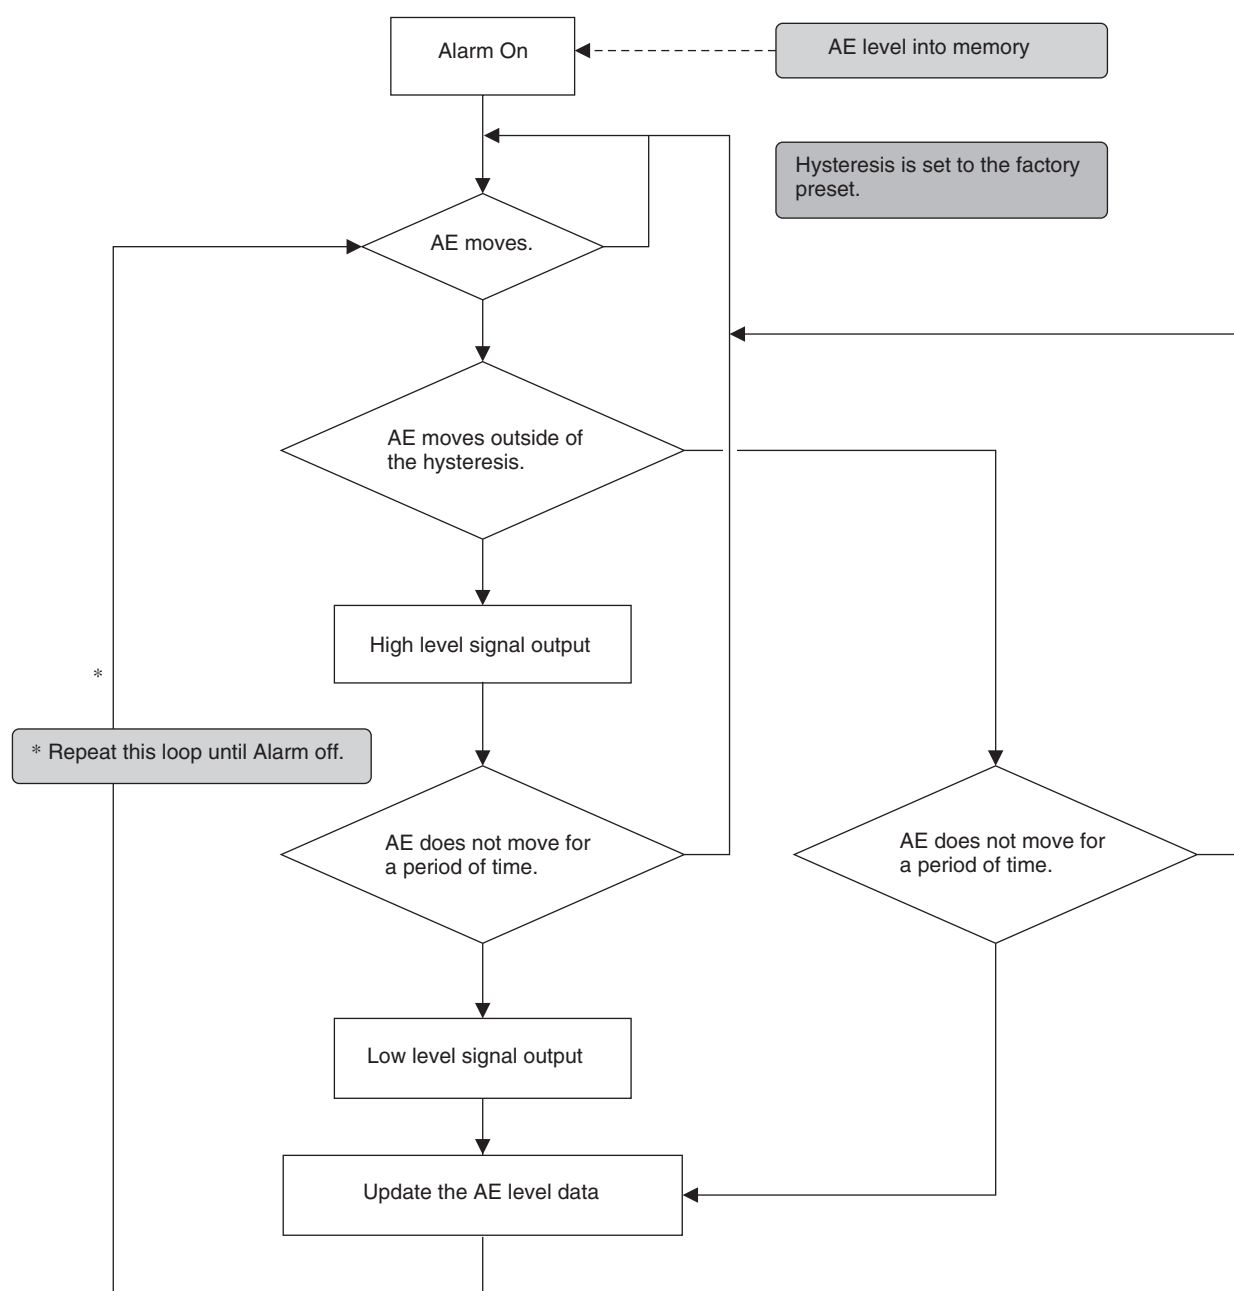 Alarm On
AE level into memory
Hysteresis is set to the factory
preset.
AE moves.
AE moves outside of
the hysteresis.
High level signal output
*
* Repeat this loop until Alarm off.
AE does not move for
a period of time.
AE does not move for
a period of time.
Low level signal output
Update the AE level data